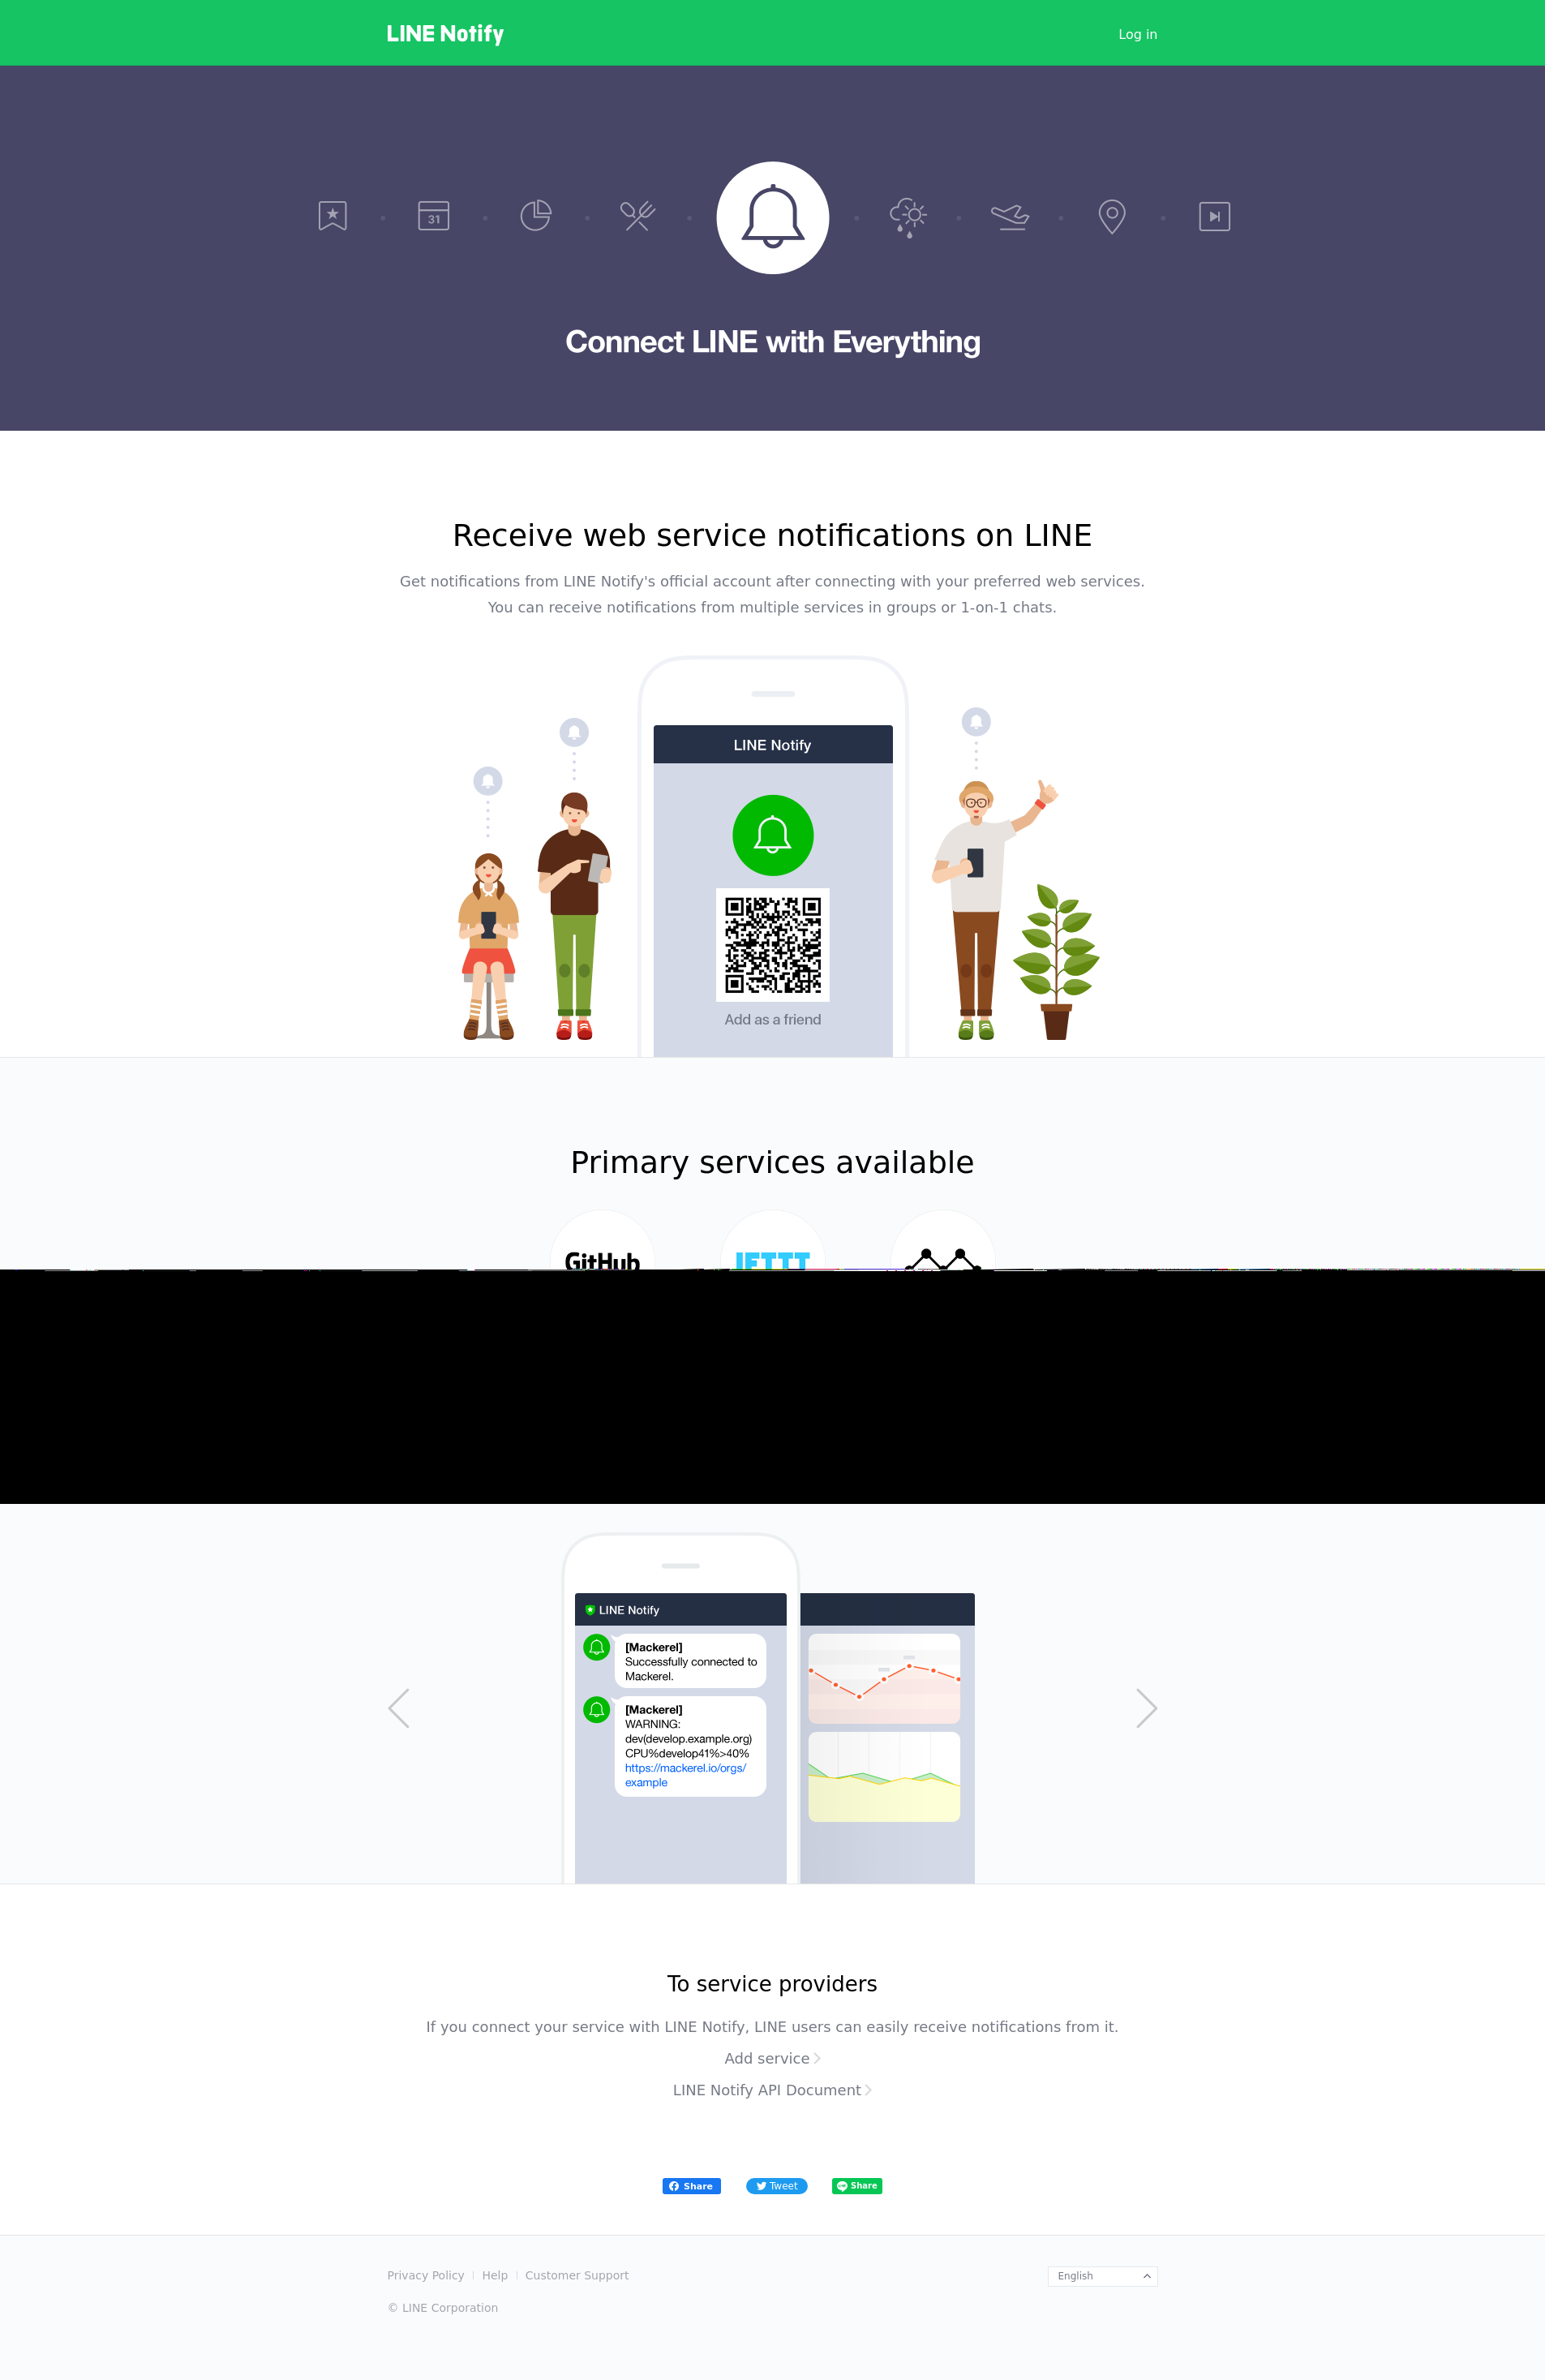 LINE Notify
Log in
31
Connect LINE with Everything
Receive web service notifications on LINE
Get notifications from LINE Notify's official account after connecting with your preferred web services.
You can receive notifications from multiple services in groups or 1-on-1 chats.
LINE Notify
Add as a friend
Primary services available
GitHub
IFTTT
LINE Notify
[Mackerel]
Successfully connected to
Mackerel.
[Mackerel]
WARNING:
dev(develop.example.org)
CPU%develop41%>40%
https://mackerel.io/orgs/
example
To service providers
If you connect your service with LINE Notify, LINE users can easily receive notifications from it.
Add service
LINE Notify API Document
Share
Tweet
Share
Privacy Policy
Help
Customer Support
English
© LINE Corporation